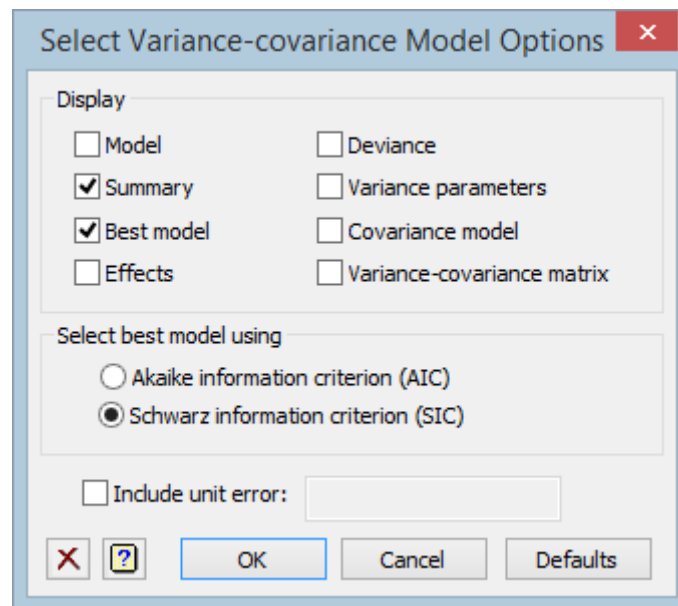 Select Variance-covariance Model Options
Display
Model
Deviance
Summary
Variance parameters
Best model
Covariance model
Effects
Variance-covariance matrix
Select best model using
Akaike information criterion (AIC)
Schwarz information criterion (SIC)
Include unit error:
? OK Cancel Defaults